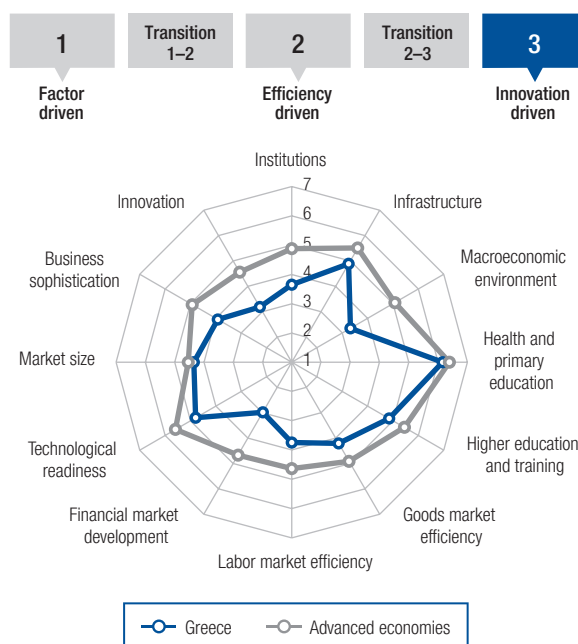 1
Transition
1–2
2
Transition
2–3
3
Factor
driven
Efficiency
driven
Innovation
driven
Institutions
7
6
5
4
3
2
1
Infrastructure
Macroeconomic
environment
Health and
primary
education
Higher education
and training
Goods market
efficiency
Labor market efficiency
Financial market
development
Technological
readiness
Market size
Business
sophistication
Innovation
Greece
Advanced economies